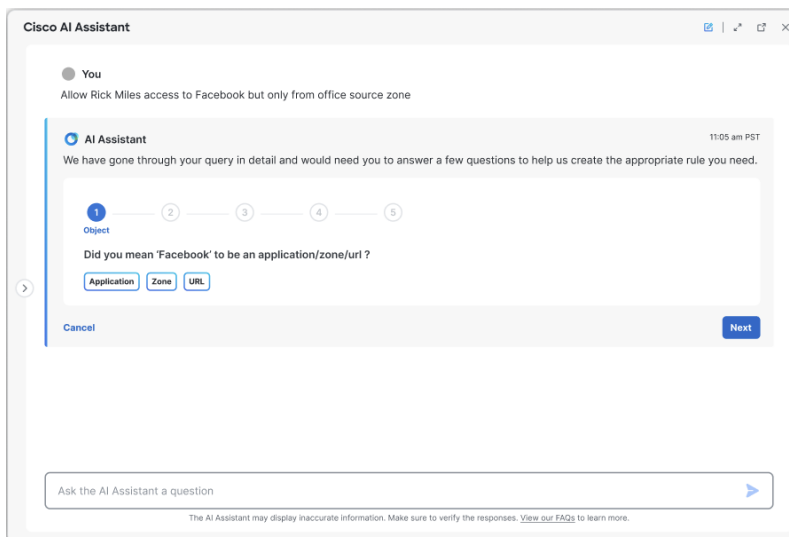 Cisco AI Assistant
You
Allow Rick Miles access to Facebook but only from office source zone
AI Assistant
11:05 am PST
We have gone through your query in detail and would need you to answer a few questions to help us create the appropriate rule you need.
1 2 3 4 5
Object
Did you mean ‘Facebook’ to be an application/zone/url ?
Application Zone URL
Cancel
Next
Ask the AI Assistant a question
The AI Assistant may display inaccurate information. Make sure to verify the responses. View our FAQs to learn more.